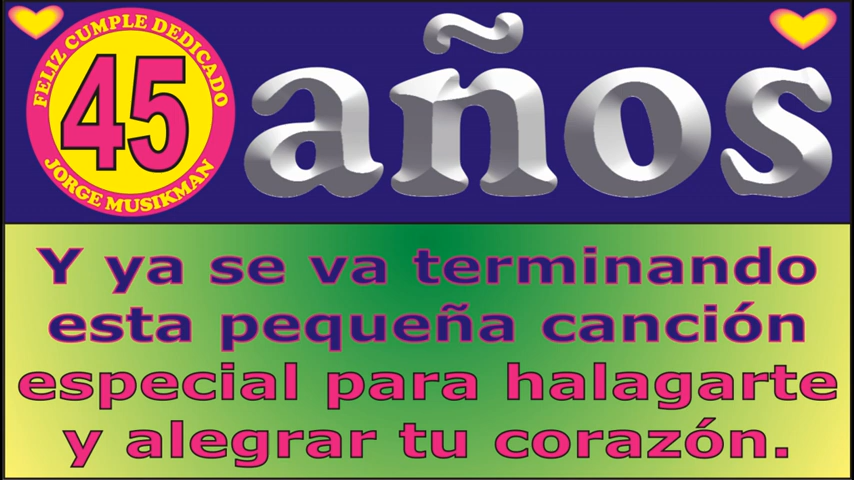 FELIZ CUMPLE DEDICADO
45
JORGE MUSIKMAN
años
Y ya se va terminando
esta pequeña canción
especial para halagarte
y alegrar tu corazón.